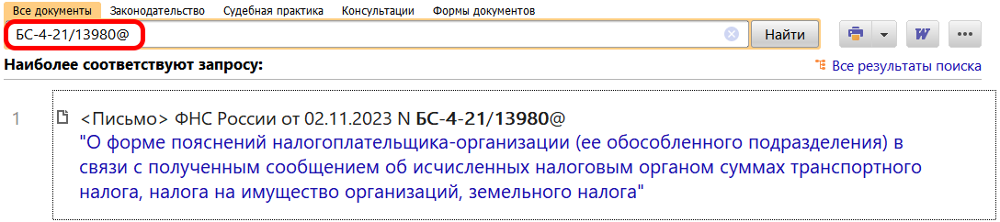 Все документы Законодательство Судебная практика Консультации Формы документов
БС-4-21/13980@ Найти W
Наиболее соответствуют запросу: Все результаты поиска
1 <Письмо> ФНС России от 02.11.2023 N БС-4-21/13980@
"О форме пояснений налогоплательщика-организации (ее обособленного подразделения) в
связи с полученным сообщением об исчисленных налоговым органом суммах транспортного
налога, налога на имущество организаций, земельного налога"